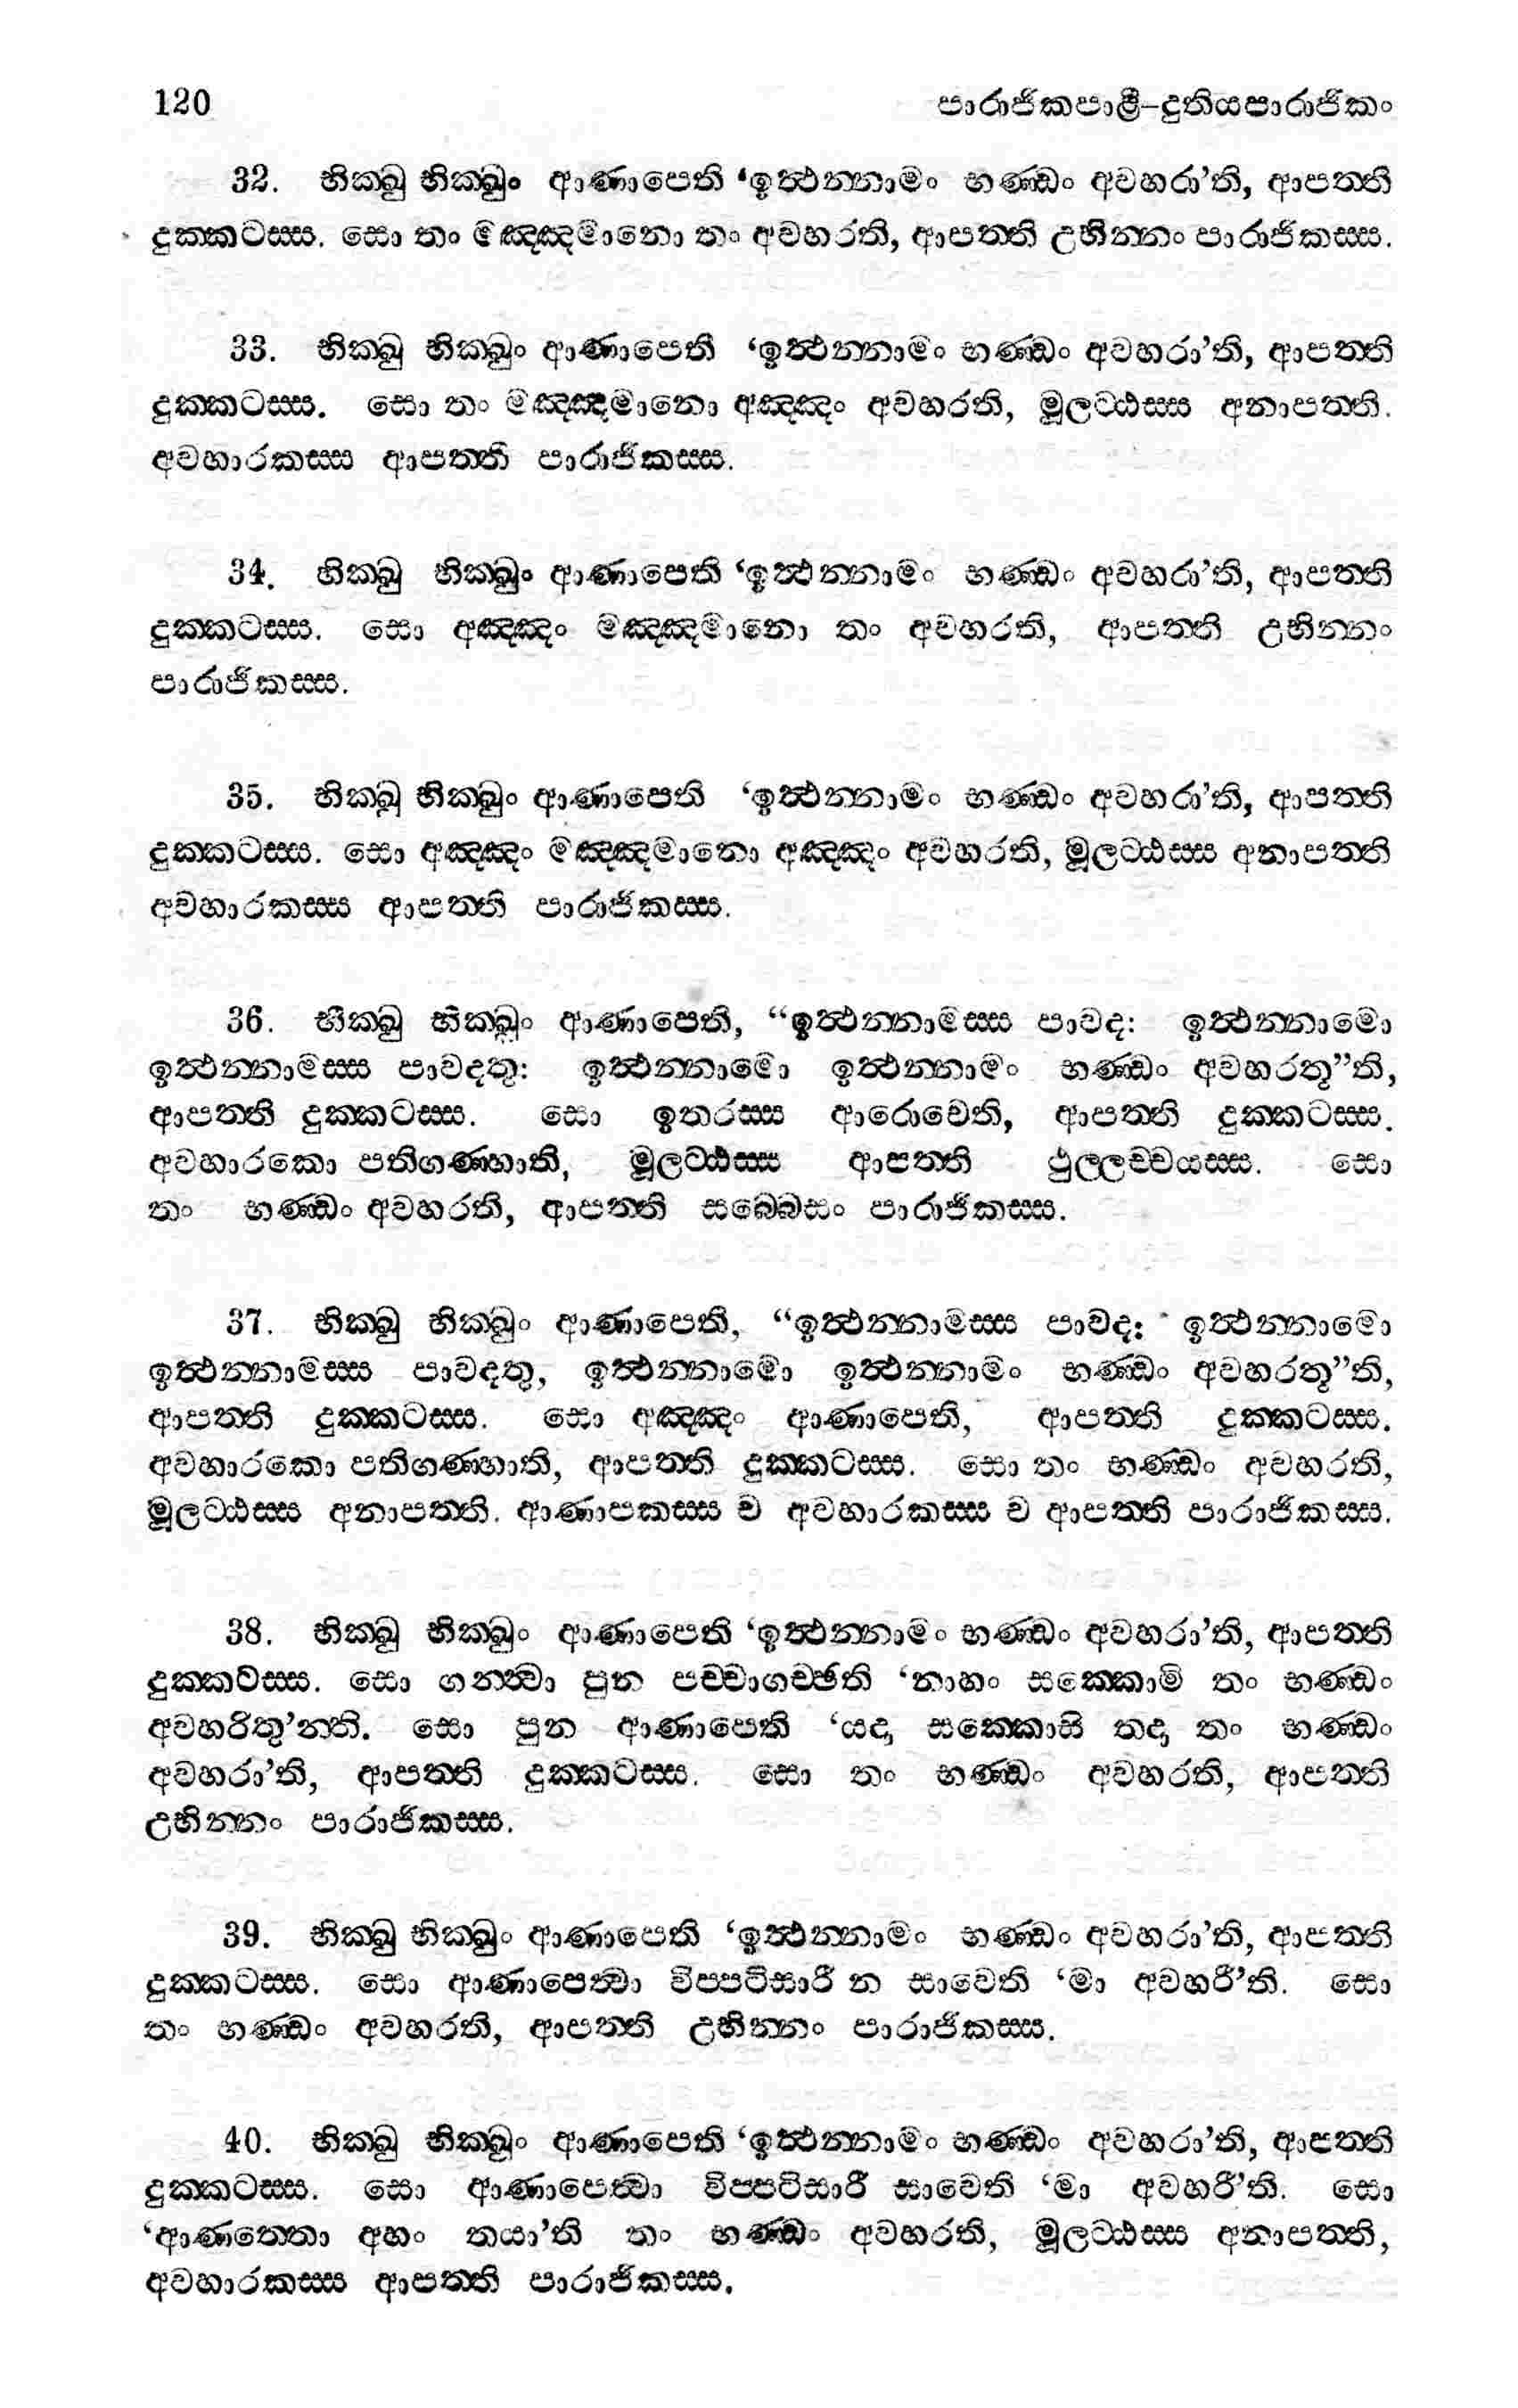 120 පාරාජිකපාළි–දුතියපාරාජිකං
32. භික්ඛු භික්ඛුං ආණාපෙති ‘ඉත්ථන්නාමං භණ්ඩං අවහරා’ති, ආපත්ති
දුක්කටස්ස. සො තං මඤ්ඤමානො තං අවහරති, ආපත්ති උභින්නං පාරාජිකස්ස.
33. භික්ඛු භික්ඛුං ආණාපෙති ‘ඉත්ථන්නාමං භණ්ඩං අවහරා’ති, ආපත්ති
දුක්කටස්ස. සො තං මඤ්ඤමානො අඤ්ඤං අවහරති, මූලට්ඨස්ස අනාපත්ති.
අවහාරකස්ස ආපත්ති පාරාජිකස්ස.
34. භික්ඛු භික්ඛුං ආණාපෙති ‘ඉත්ථන්නාමං භණ්ඩං අවහරා’ති, ආපත්ති
දුක්කටස්ස. සො අඤ්ඤං මඤ්ඤමානො තං අවහරති, ආපත්ති උභින්නං
පාරාජිකස්ස.
35. භික්ඛු භික්ඛුං ආණාපෙති ‘ඉත්ථන්නාමං භණ්ඩං අවහරා’ති, ආපත්ති
දුක්කටස්ස. සො අඤ්ඤං මඤ්ඤමානො අඤ්ඤං අවහරති, මූලට්ඨස්ස අනාපත්ති
අවහාරකස්ස ආපත්ති පාරාජිකස්ස.
36. භික්ඛු භික්ඛුං ආණාපෙති, “ඉත්ථන්නාමස්ස පාවද: ඉත්ථන්නාමො
ඉත්ථන්නාමස්ස පාවදතු: ඉත්ථන්නාමො ඉත්ථන්නාමං භණ්ඩං අවහරතූ”ති,
ආපත්ති දුක්කටස්ස. සො ඉතරස්ස ආරොචෙති, ආපත්ති දුක්කටස්ස.
අවහාරකො පතිගණ්හාති, මූලට්ඨස්ස ආපත්ති ථුල්ලච්චයස්ස. සො
තං භණ්ඩං අවහරති, ආපත්ති සබ්බෙසං පාරාජිකස්ස.
37. භික්ඛු භික්ඛුං ආණාපෙති, “ඉත්ථන්නාමස්ස පාවද: ඉත්ථන්නාමො
ඉත්ථන්නාමස්ස පාවදතු, ඉත්ථන්නාමො ඉත්ථන්නාමං භණ්ඩං අවහරතූ”ති,
ආපත්ති දුක්කටස්ස. සො අඤ්ඤං ආණාපෙති, ආපත්ති දුක්කටස්ස.
අවහාරකො පතිගණ්හාති, ආපත්ති දුක්කටස්ස. සො තං භණ්ඩං අවහරති,
මූලට්ඨස්ස අනාපත්ති. ආණාපකස්ස ච අවහාරකස්ස ච ආපත්ති පාරාජිකස්ස.
38. භික්ඛු භික්ඛුං ආණාපෙති ‘ඉත්ථන්නාමං භණ්ඩං අවහරා’ති, ආපත්ති
දුක්කටස්ස. සො ගන්ත්වා පුන පච්චාගච්ඡති ‘නාහං සක්කොමි තං භණ්ඩං
අවහරිතු’න්ති. සො පුන ආණාපෙති ‘යදා සක්කොසි තදා තං භණ්ඩං
අවහරා’ති, ආපත්ති දුක්කටස්ස. සො තං භණ්ඩං අවහරති, ආපත්ති
උභින්නං පාරාජිකස්ස.
39. භික්ඛු භික්ඛුං ආණාපෙති ‘ඉත්ථන්නාමං භණ්ඩං අවහරා’ති, ආපත්ති
දුක්කටස්ස. සො ආණාපෙත්වා විප්පටිසාරී න සාවෙති ‘මා අවහරී’ති. සො
තං භණ්ඩං අවහරති, ආපත්ති උභින්නං පාරාජිකස්ස.
40. භික්ඛු භික්ඛුං ආණාපෙති ‘ඉත්ථන්නාමං භණ්ඩං අවහරා’ති, ආපත්ති
දුක්කටස්ස. සො ආණාපෙත්වා විප්පටිසාරී සාවෙති ‘මා අවහරී’ති. සො
‘ආණත්තො අහං තයා’ති තං භණ්ඩං අවහරති, මූලට්ඨස්ස අනාපත්ති,
අවහාරකස්ස ආපත්ති පාරාජිකස්ස.